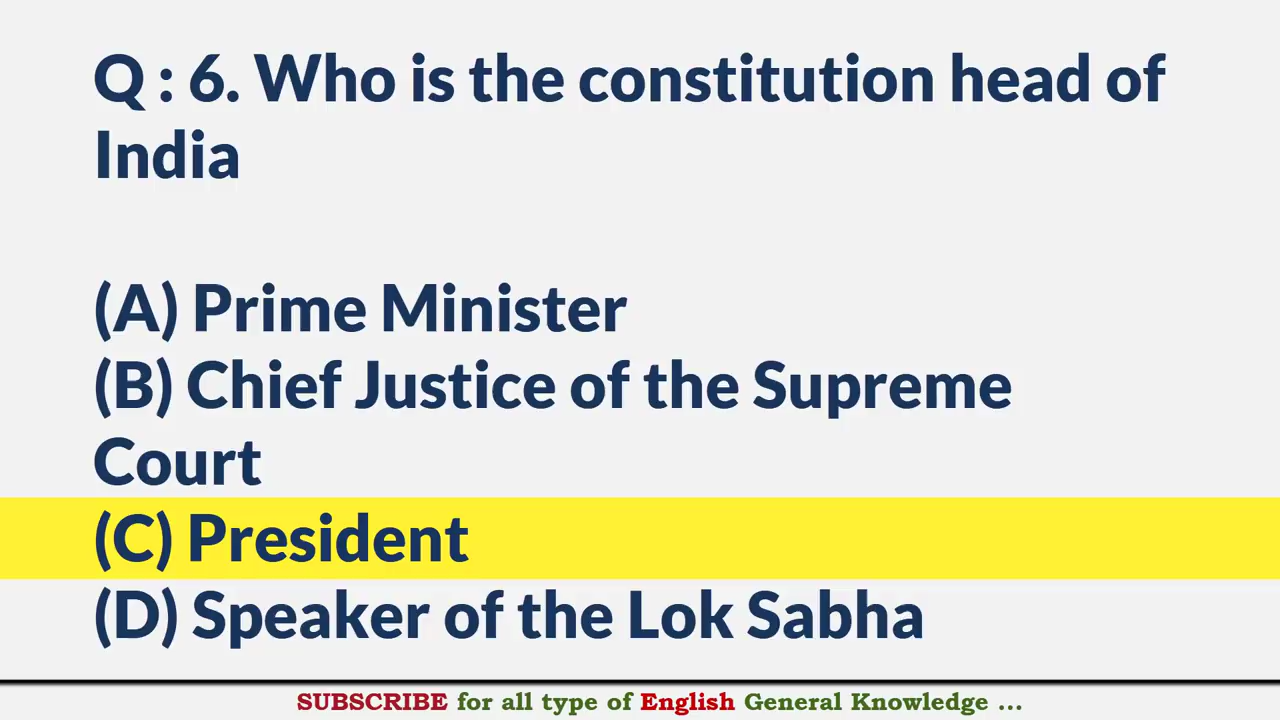 Q : 6. Who is the constitution head of
India
(A) Prime Minister
(B) Chief Justice of the Supreme
Court
(C) President
(D) Speaker of the Lok Sabha
SUBSCRIBE for all type of English General Knowledge ...